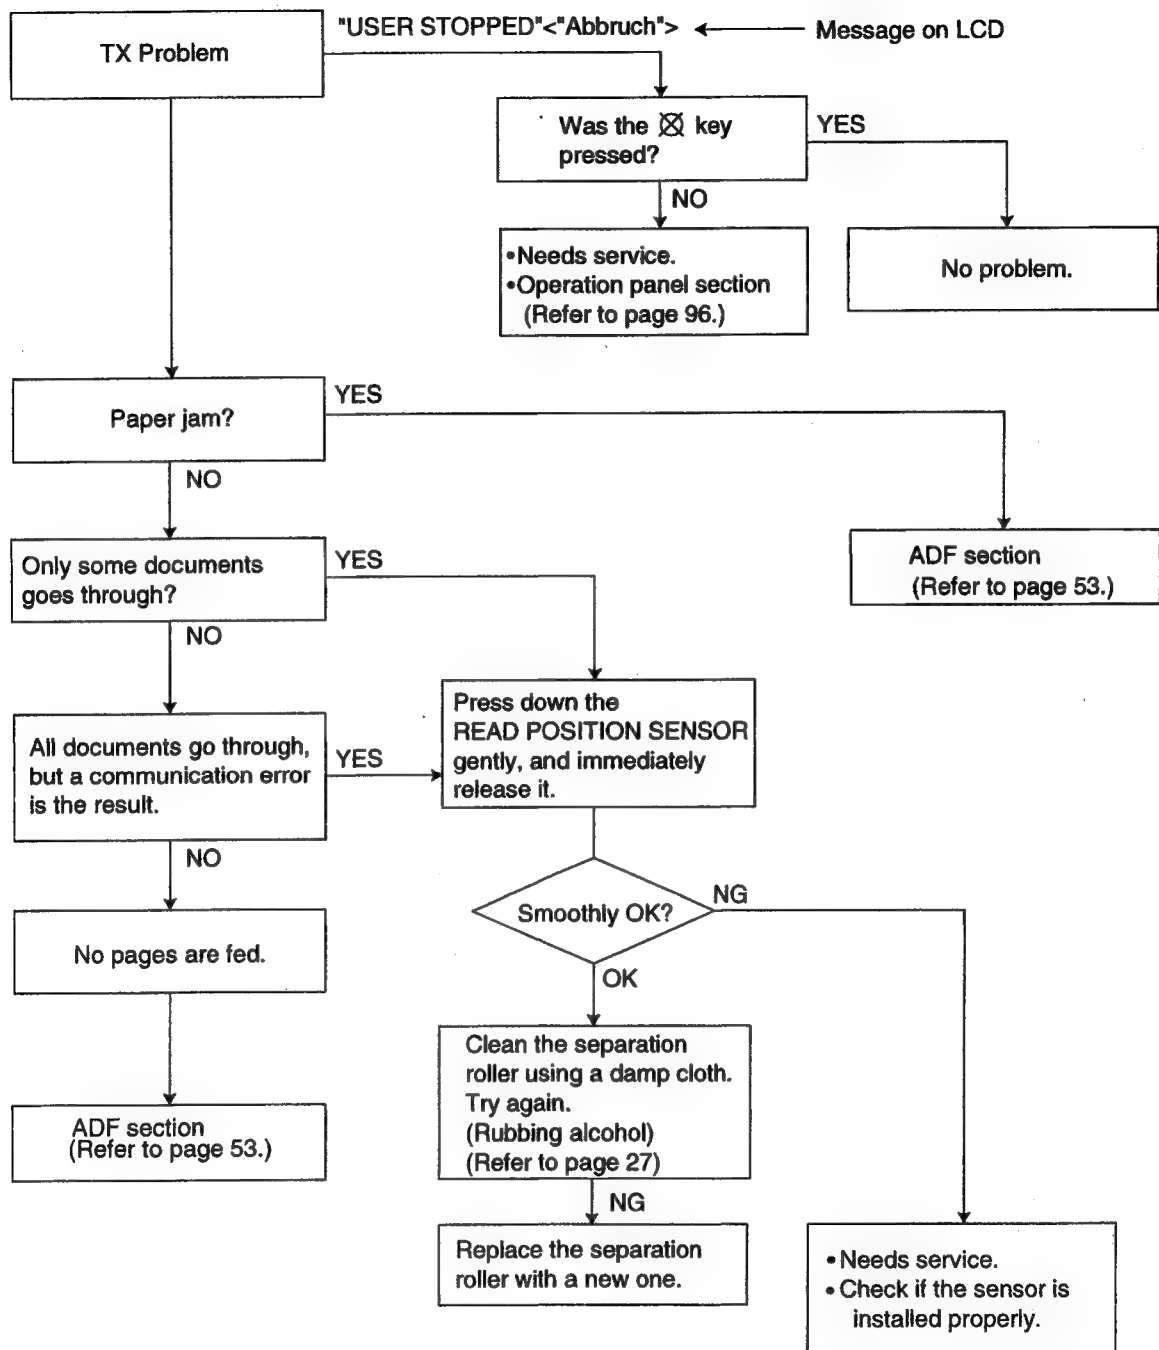 "USER STOPPED"<"Abbruch">
Message on LCD
TX Problem
Was the key
pressed?
YES
NO
•Needs service.
•Operation panel section
(Refer to page 96.)
No problem.
Paper jam?
YES
NO
ADF section
(Refer to page 53.)
Only some documents
goes through?
YES
NO
Press down the
READ POSITION SENSOR
gently, and immediately
release it.
All documents go through,
but a communication error
is the result.
YES
NO
Smoothly OK?
NG
OK
No pages are fed.
Clean the separation
roller using a damp cloth.
Try again.
(Rubbing alcohol)
(Refer to page 27)
ADF section
(Refer to page 53.)
NG
Replace the separation
roller with a new one.
•Needs service.
•Check if the sensor is
installed properly.